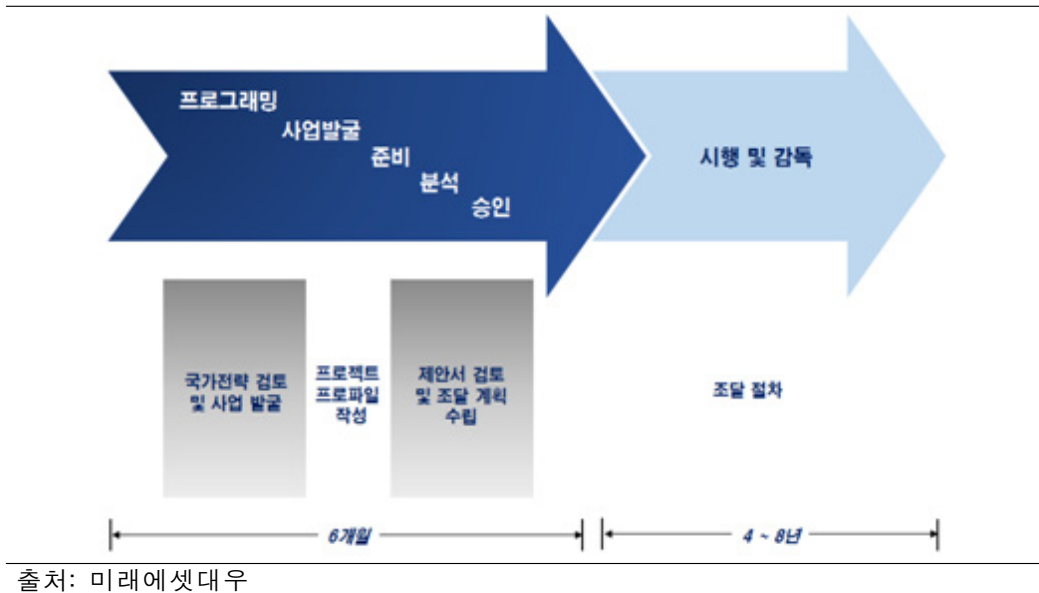 프로그래밍
사업발굴
준비
분석
승인
시행 및 감독
국가전략 검토
및 사업 발굴
프로젝트
프로파일
작성
제안서 검토
및 조달 계획
수립
조달 절차
6개월
4 ~ 8년
출처: 미래에셋대우